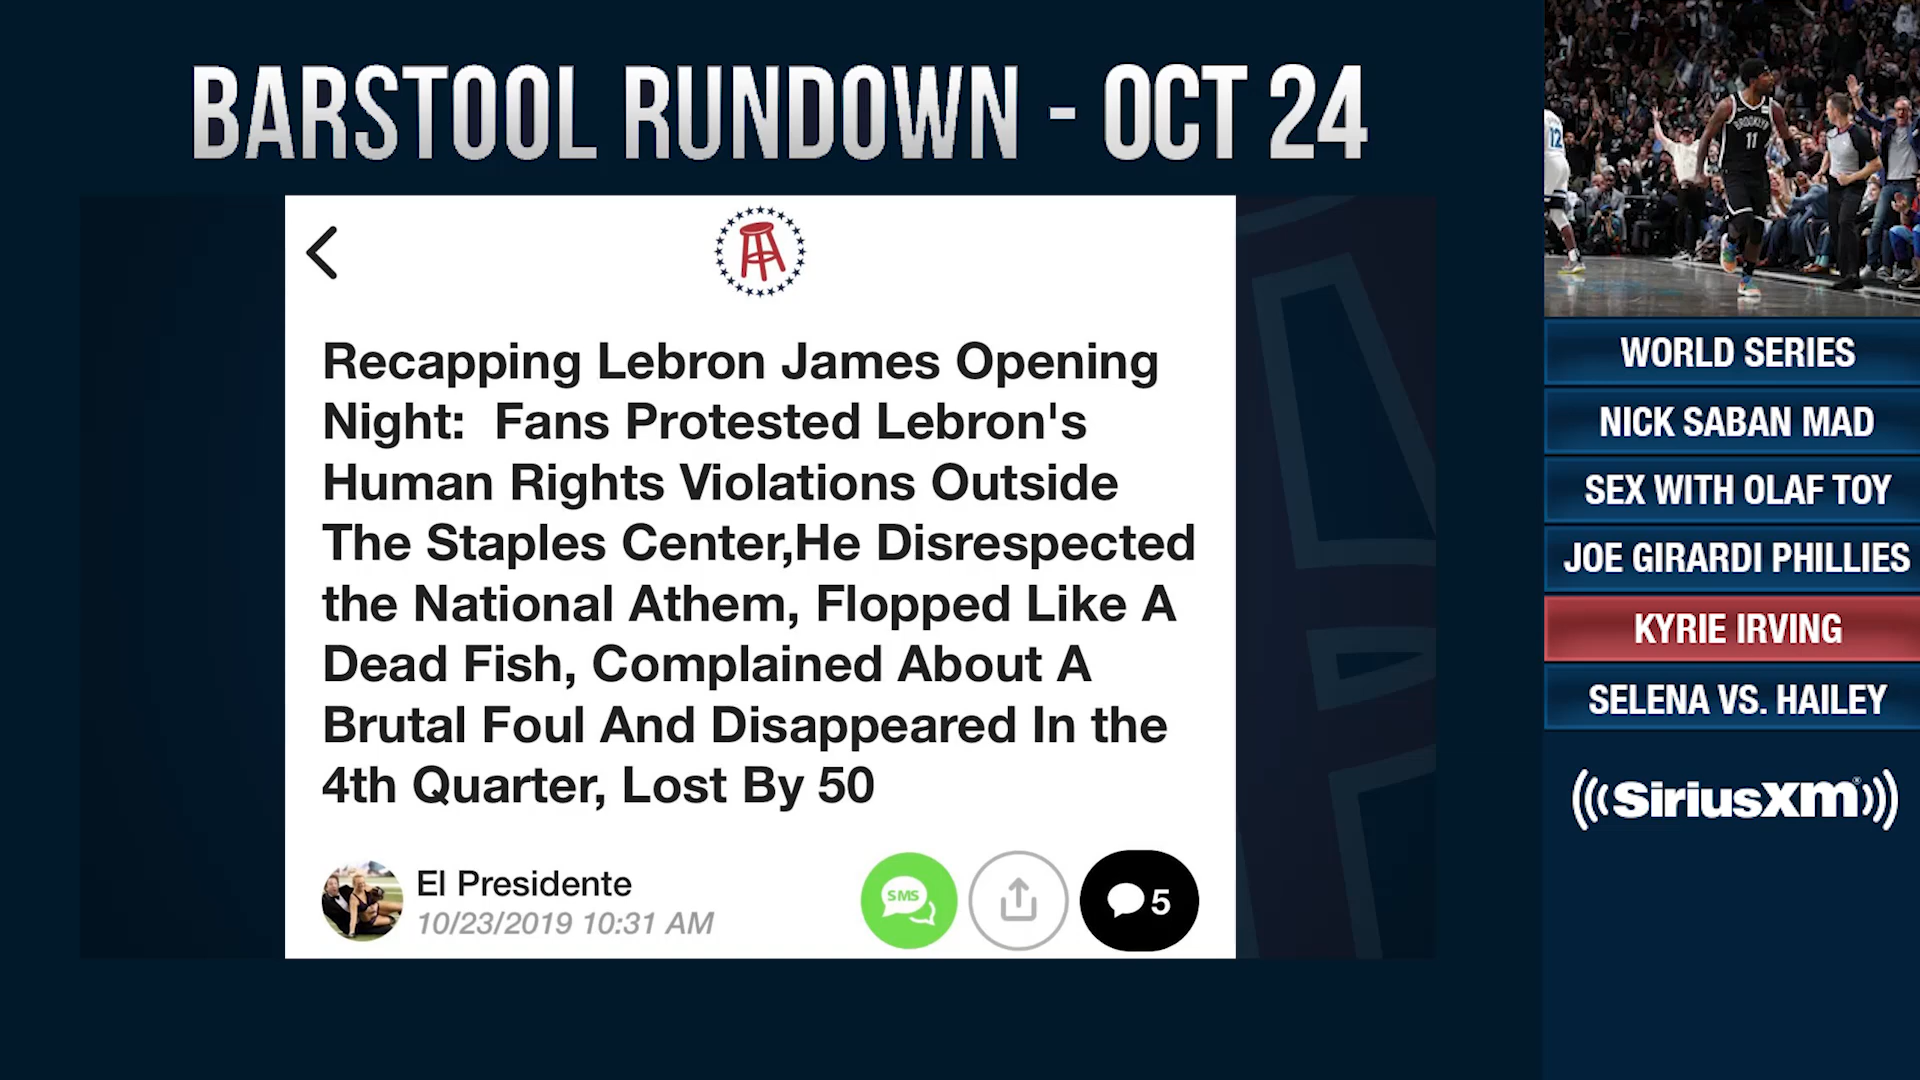 BARSTOOL RUNDOWN - OCT 24
Recapping Lebron James Opening
Night:  Fans Protested Lebron's
Human Rights Violations Outside
The Staples Center,He Disrespected
the National Athem, Flopped Like A
Dead Fish, Complained About A
Brutal Foul And Disappeared In the
4th Quarter, Lost By 50
El Presidente
10/23/2019 10:31 AM
SMS
5
12
BROOKLYN
11
WORLD SERIES
NICK SABAN MAD
SEX WITH OLAF TOY
JOE GIRARDI PHILLIES
KYRIE IRVING
SELENA VS. HAILEY
SiriusXM